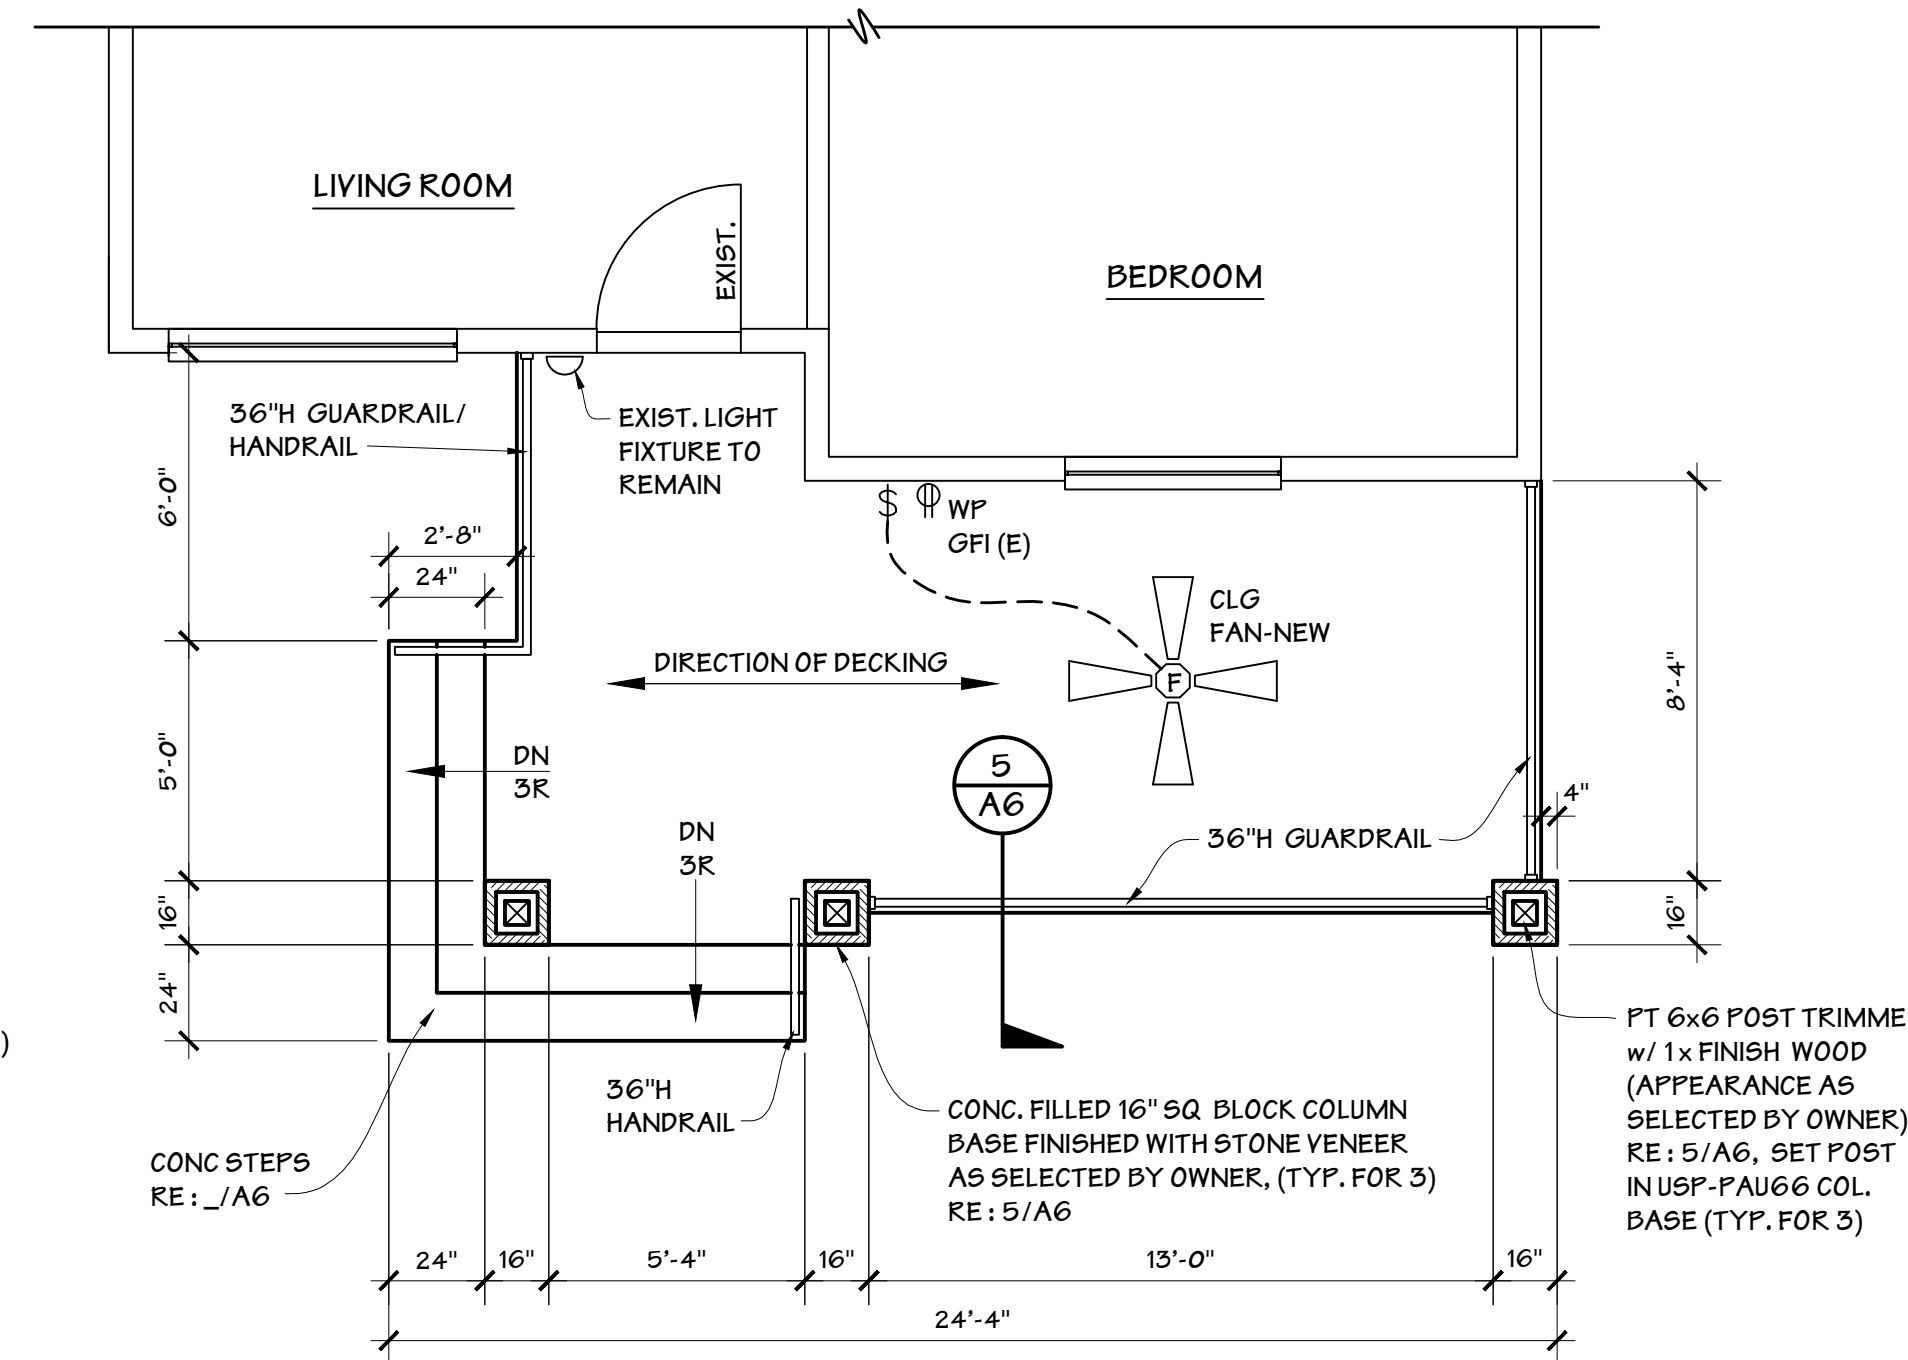 LIVING ROOM
EXIST.
BEDROOM
36"H GUARDRAIL/
HANDRAIL
EXIST. LIGHT
FIXTURE TO
REMAIN
6'-0"
2'-8"
24"
$
WP
GFI (E)
CLG
FAN-NEW
F
DIRECTION OF DECKING
8'-4"
5'-0"
DN
3R
DN
3R
5
A6
4"
36"H GUARDRAIL
16"
24"
16"
)
36"H
HANDRAIL
CONC STEPS
RE: _/A6
CONC. FILLED 16" SQ BLOCK COLUMN
BASE FINISHED WITH STONE VENEER
AS SELECTED BY OWNER, (TYP. FOR 3)
RE: 5/A6
PT 6x6 POST TRIMME
w/ 1x FINISH WOOD
(APPEARANCE AS
SELECTED BY OWNER)
RE: 5/A6, SET POST
IN USP-PAU66 COL.
BASE (TYP. FOR 3)
24"
16"
5'-4"
16"
13'-0"
16"
24'-4"